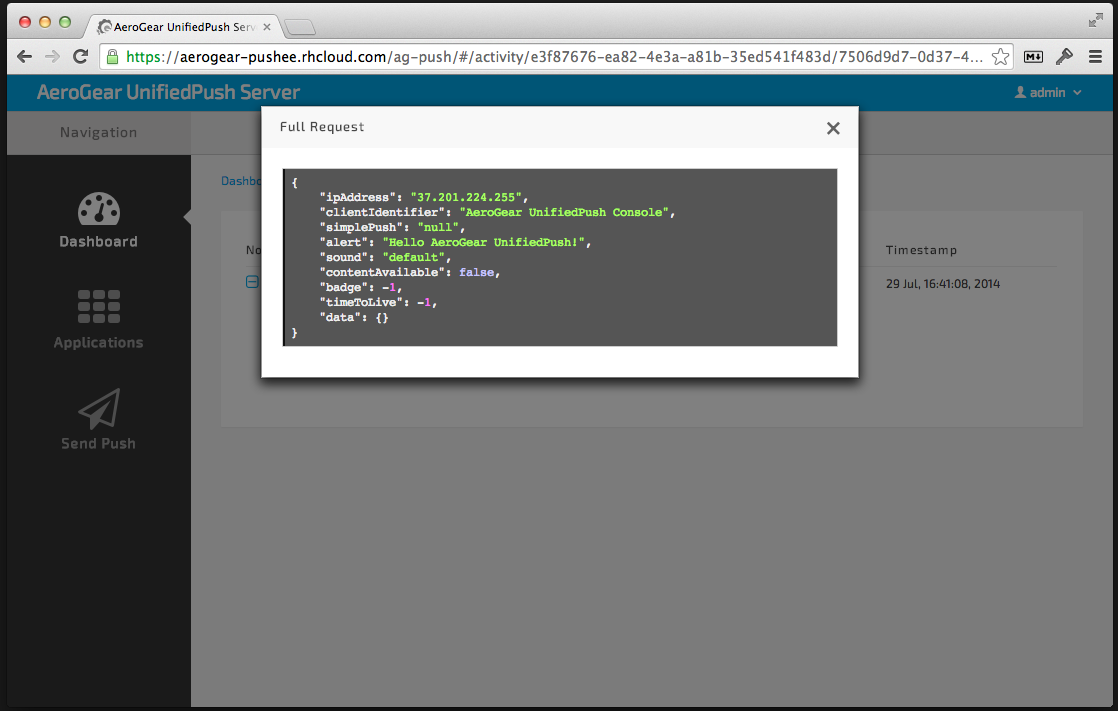 AeroGear UnifiedPush Serv
https://aerogear-pushee.rhcloud.com/ag-push/#/activity/e3f87676-ea82-4e3a-a81b-35ed541f483d/7506d9d7-0d37-4...
AeroGear UnifiedPush Server
admin
Navigation
Full Request
Dashbo
{
"ipAddress": "37.201.224.255",
"clientIdentifier": "AeroGear UnifiedPush Console",
"simplePush": "null",
"alert": "Hello AeroGear UnifiedPush!",
"sound": "default",
"contentAvailable": false,
"badge": -1,
"timeToLive": -1,
"data": {}
}
No
Timestamp
29 Jul, 16:41:08, 2014
Dashboard
Applications
Send Push